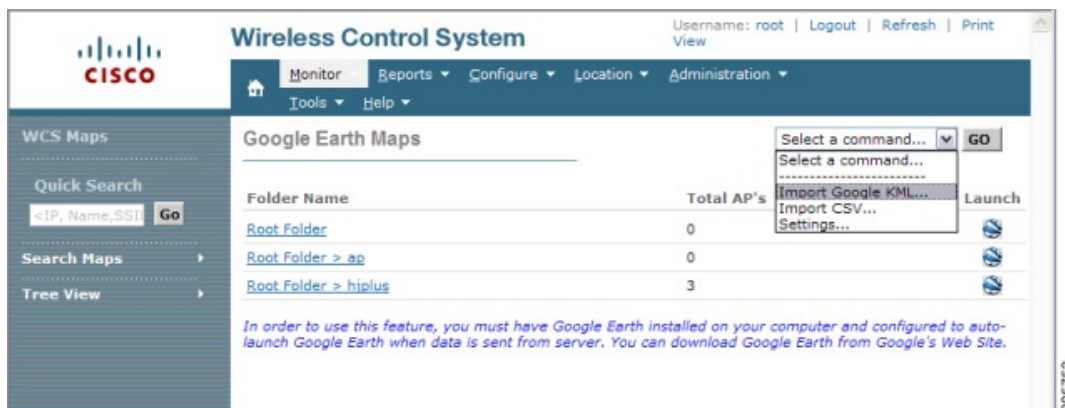 CISCO
Wireless Control System
Username: root | Logout | Refresh | Print
View
Monitor Reports Configure Location Administration
Tools Help
WCS Maps
Quick Search
<IP, Name,SSI
Go
Search Maps
Tree View
Google Earth Maps
Select a command...
GO
Select a command...
-----------------------
Import Google KML...
Import CSV...
Settings...
Folder Name Total AP's Launch
Root Folder 0
Root Folder > ap 0
Root Folder > hjplus 3
In order to use this feature, you must have Google Earth installed on your computer and configured to auto-
launch Google Earth when data is sent from server. You can download Google Earth from Google's Web Site.